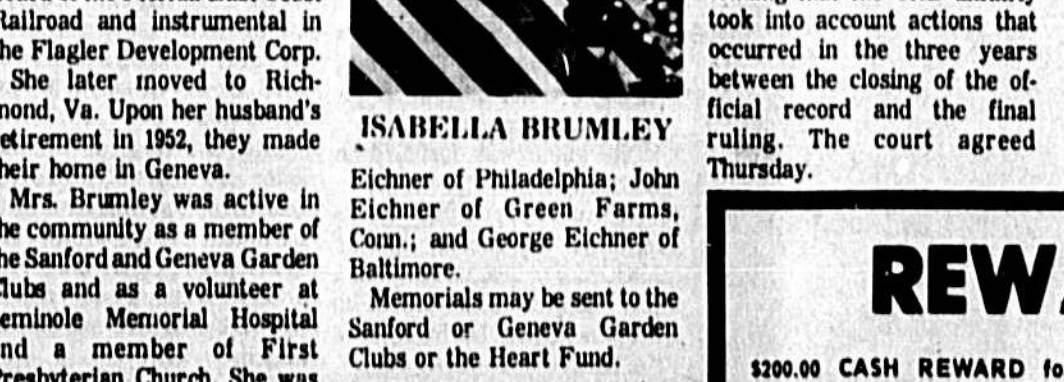 Railroad and instrumental in
the Flagler Development Corp.
She later moved to Rich-
mond, Va. Upon her husband's
retirement in 1952, they made
their home in Geneva.
Mrs. Brumley was active in
the community as a member of
the Sanford and Geneva Garden
Clubs and as a volunteer at
Seminole Memorial Hospital
and a member of First
Presbyterian Church. She was
ISABELLA BRUMLEY
Eichner of Philadelphia; John
Eichner of Green Farms,
Conn.; and George Eichner of
Baltimore.
Memorials may be sent to the
Sanford or Geneva Garden
Clubs or the Heart Fund.
took into account actions that
occurred in the three years
between the closing of the of-
ficial record and the final
ruling. The court agreed
Thursday.
REW
$200.00 CASH REWARD